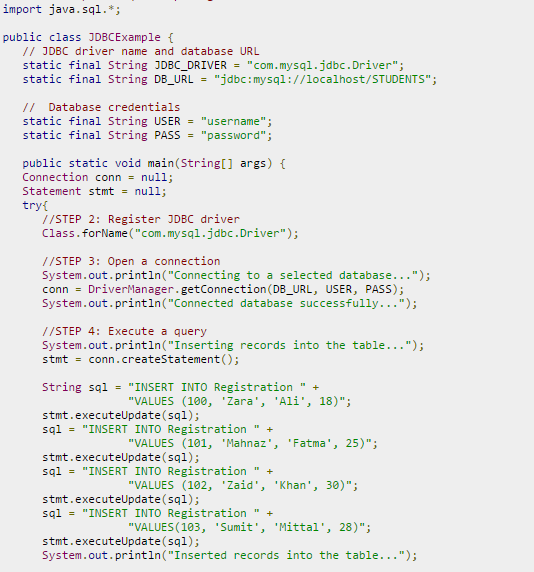 import java.sql.*;
public class JDBCExample {
// JDBC driver name and database URL
static final String JDBC_DRIVER = "com.mysql.jdbc.Driver";
static final String DB_URL = "jdbc:mysql://localhost/STUDENTS";
//  Database credentials
static final String USER = "username";
static final String PASS = "password";
public static void main(String[] args) {
Connection conn = null;
Statement stmt = null;
try{
//STEP 2: Register JDBC driver
Class.forName("com.mysql.jdbc.Driver");
//STEP 3: Open a connection
System.out.println("Connecting to a selected database...");
conn = DriverManager.getConnection(DB_URL, USER, PASS);
System.out.println("Connected database successfully...");
//STEP 4: Execute a query
System.out.println("Inserting records into the table...");
stmt = conn.createStatement();
String sql = "INSERT INTO Registration " +
"VALUES (100, 'Zara', 'Ali', 18)";
stmt.executeUpdate(sql);
sql = "INSERT INTO Registration " +
"VALUES (101, 'Mahnaz', 'Fatma', 25)";
stmt.executeUpdate(sql);
sql = "INSERT INTO Registration " +
"VALUES (102, 'Zaid', 'Khan', 30)";
stmt.executeUpdate(sql);
sql = "INSERT INTO Registration " +
"VALUES(103, 'Sumit', 'Mittal', 28)";
stmt.executeUpdate(sql);
System.out.println("Inserted records into the table...");